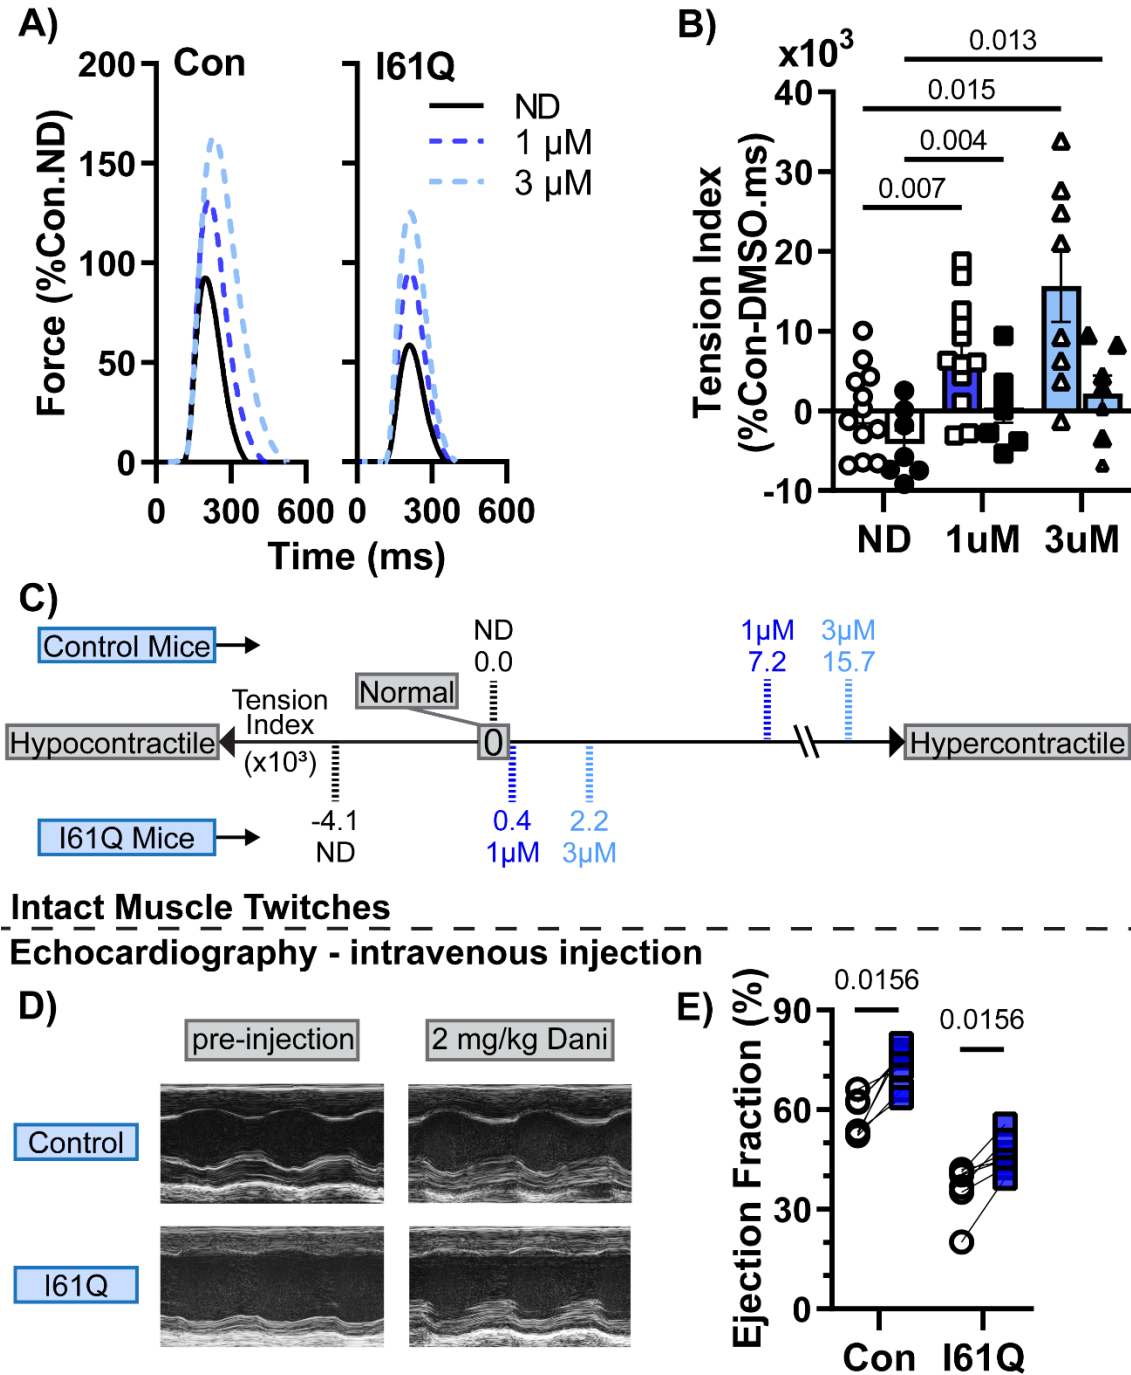 A)
Con
I61Q
Force (%Con.ND)
200
150
100
50
0
ND
1 µM
3 µM
0 300 600 0 300 600
Time (ms)
B)
x10³
Tension Index
(%Con-DMSO.ms)
40
30
20
10
0
-10
0.013
0.015
0.004
0.007
ND 1uM 3uM
C)
Control Mice
ND
0.0
1µM
7.2
3µM
15.7
Normal
Tension
Index
(x10³)
Hypocontractile
0
Hypercontractile
I61Q Mice
-4.1
ND
0.4
1µM
2.2
3µM
Intact Muscle Twitches
Echocardiography - intravenous injection
D)
pre-injection
2 mg/kg Dani
Control
I61Q
E)
Ejection Fraction (%)
90
60
30
0
0.0156
0.0156
Con I61Q